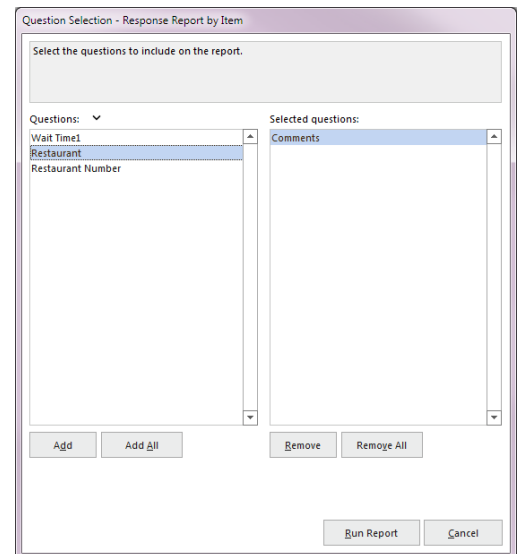 Question Selection - Response Report by Item
Select the questions to include on the report.
Questions:
Wait Time1
Restaurant
Restaurant Number
Selected questions:
Comments
Add
Add All
Remove
Remove All
Run Report
Cancel